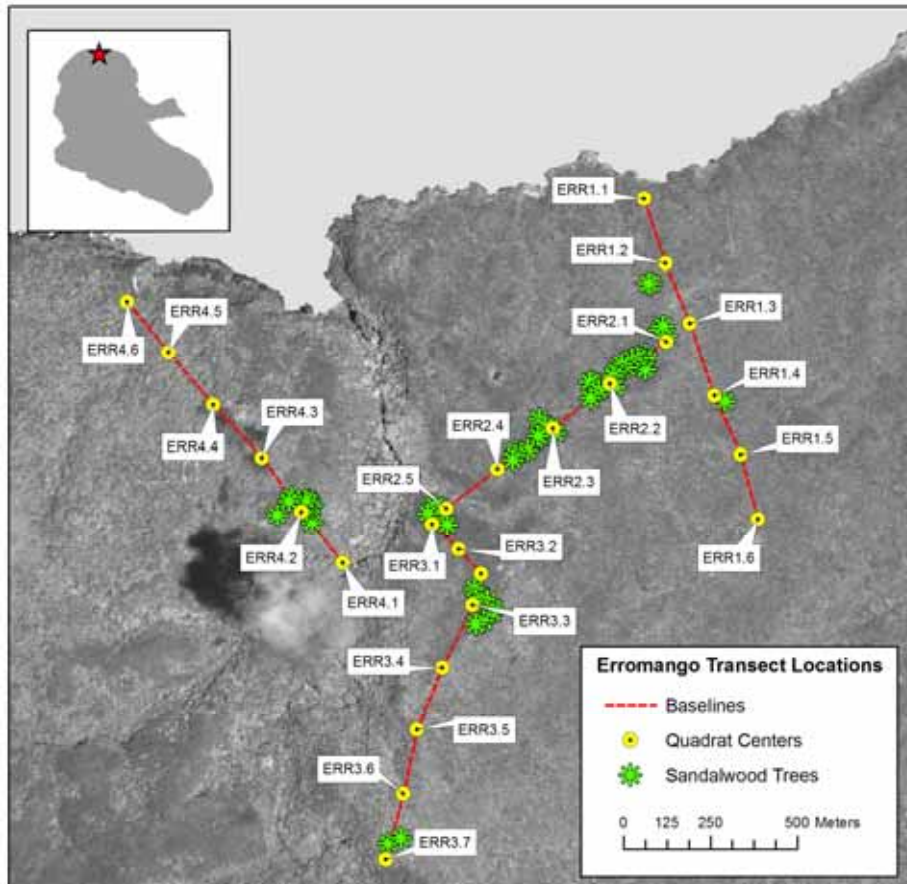 ERR1.1
ERR1.2
ERR4.5
ERR1.3
ERR2.1
ERR4.6
ERR1.4
ERR4.3
ERR4.4
ERR2.4
ERR2.2
ERR1.5
ERR2.3
ERR2.5
ERR3.2
ERR3.1
ERR4.2
ERR1.6
ERR4.1
ERR3.3
ERR3.4
ERR3.5
ERR3.6
ERR3.7
Erromango Transect Locations
Baselines
Quadrat Centers
Sandalwood Trees
0 125 250 500 Meters